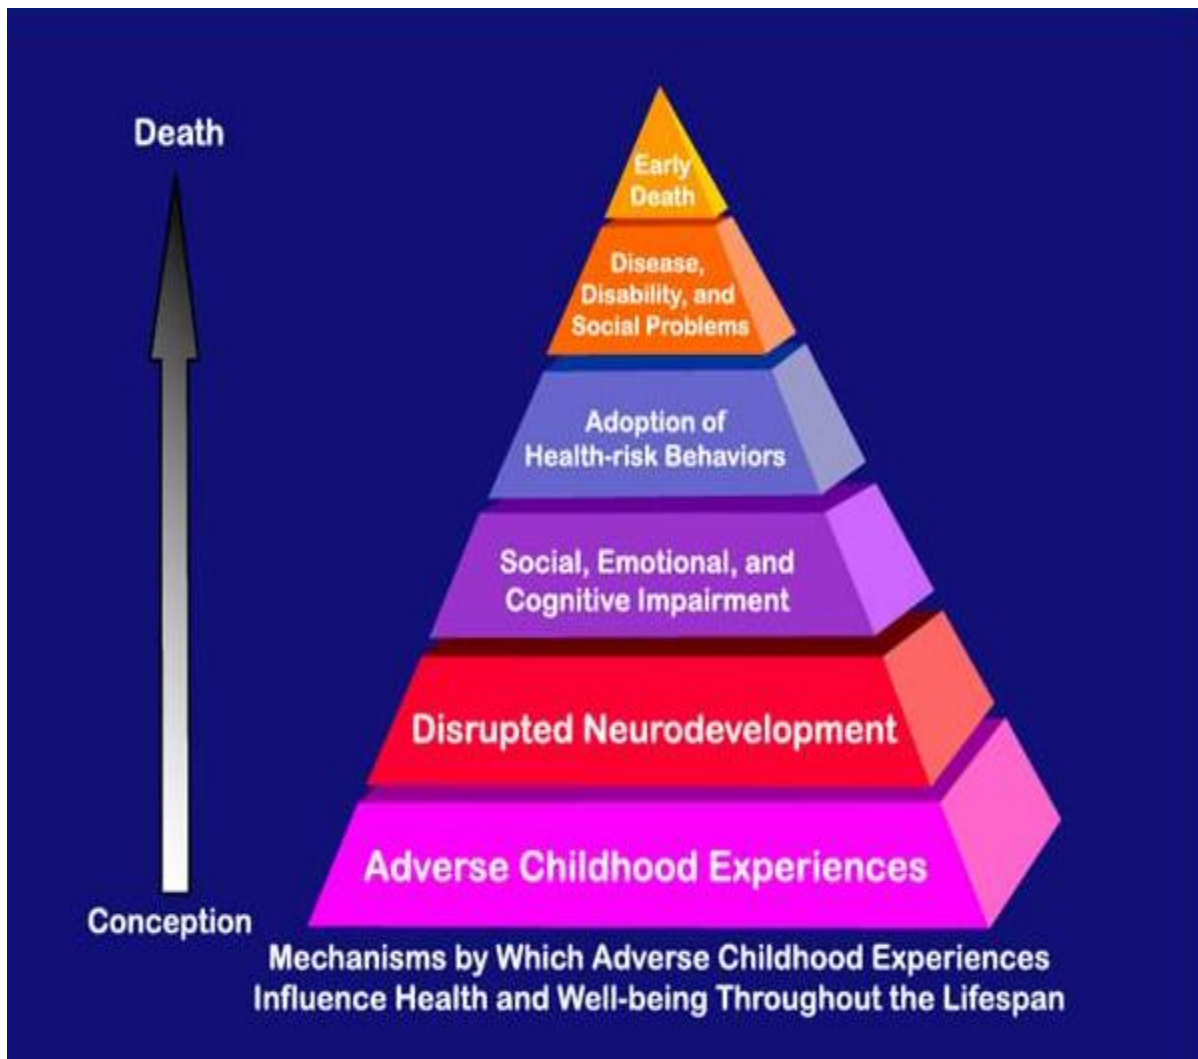 Death
Early
Death
Disease,
Disability, and
Social Problems
Adoption of
Health-risk Behaviors
Social, Emotional, and
Cognitive Impairment
Disrupted Neurodevelopment
Adverse Childhood Experiences
Conception
Mechanisms by Which Adverse Childhood Experiences
Influence Health and Well-being Throughout the Lifespan